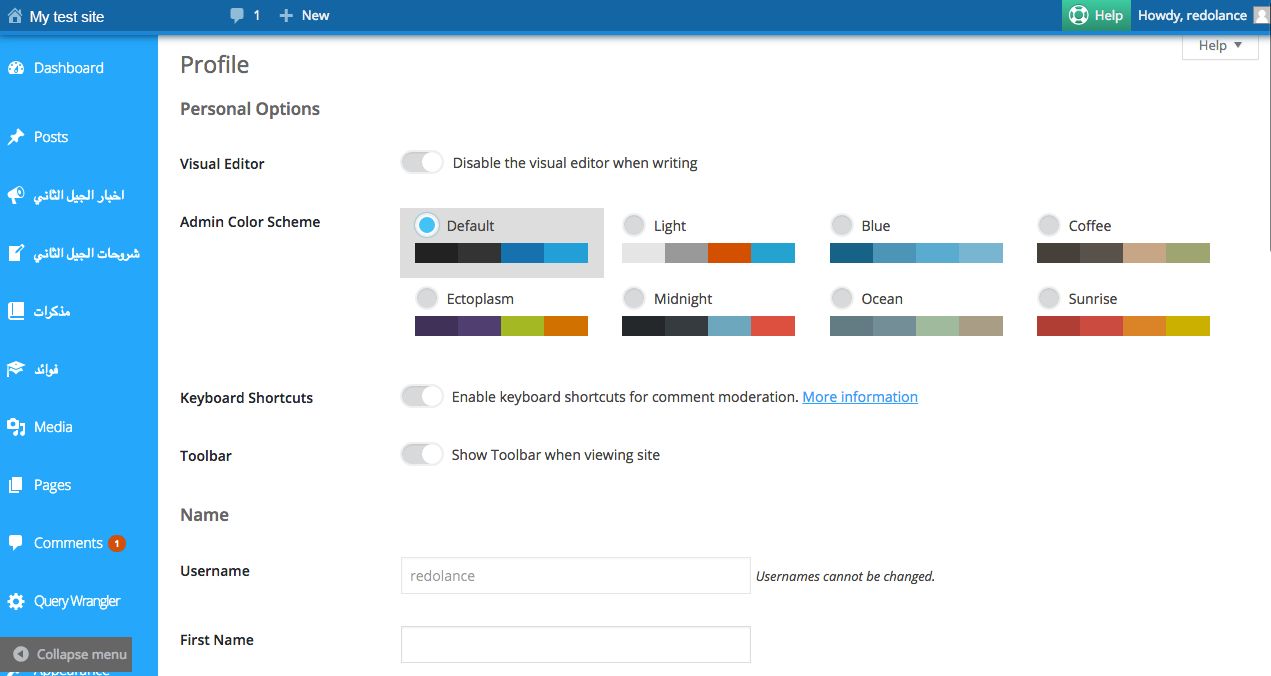 My test site
1
New
Help
Howdy, redolance
Help
Dashboard
Posts
اخبار الجيل الثاني
شروحات الجيل الثاني
مذكرات
فوائد
Media
Pages
Comments 1
Query Wrangler
Collapse menu
Appearance
Profile
Personal Options
Visual Editor
Disable the visual editor when writing
Admin Color Scheme
Default
Light
Blue
Coffee
Ectoplasm
Midnight
Ocean
Sunrise
Keyboard Shortcuts
Enable keyboard shortcuts for comment moderation. More information
Toolbar
Show Toolbar when viewing site
Name
Username
redolance
Usernames cannot be changed.
First Name